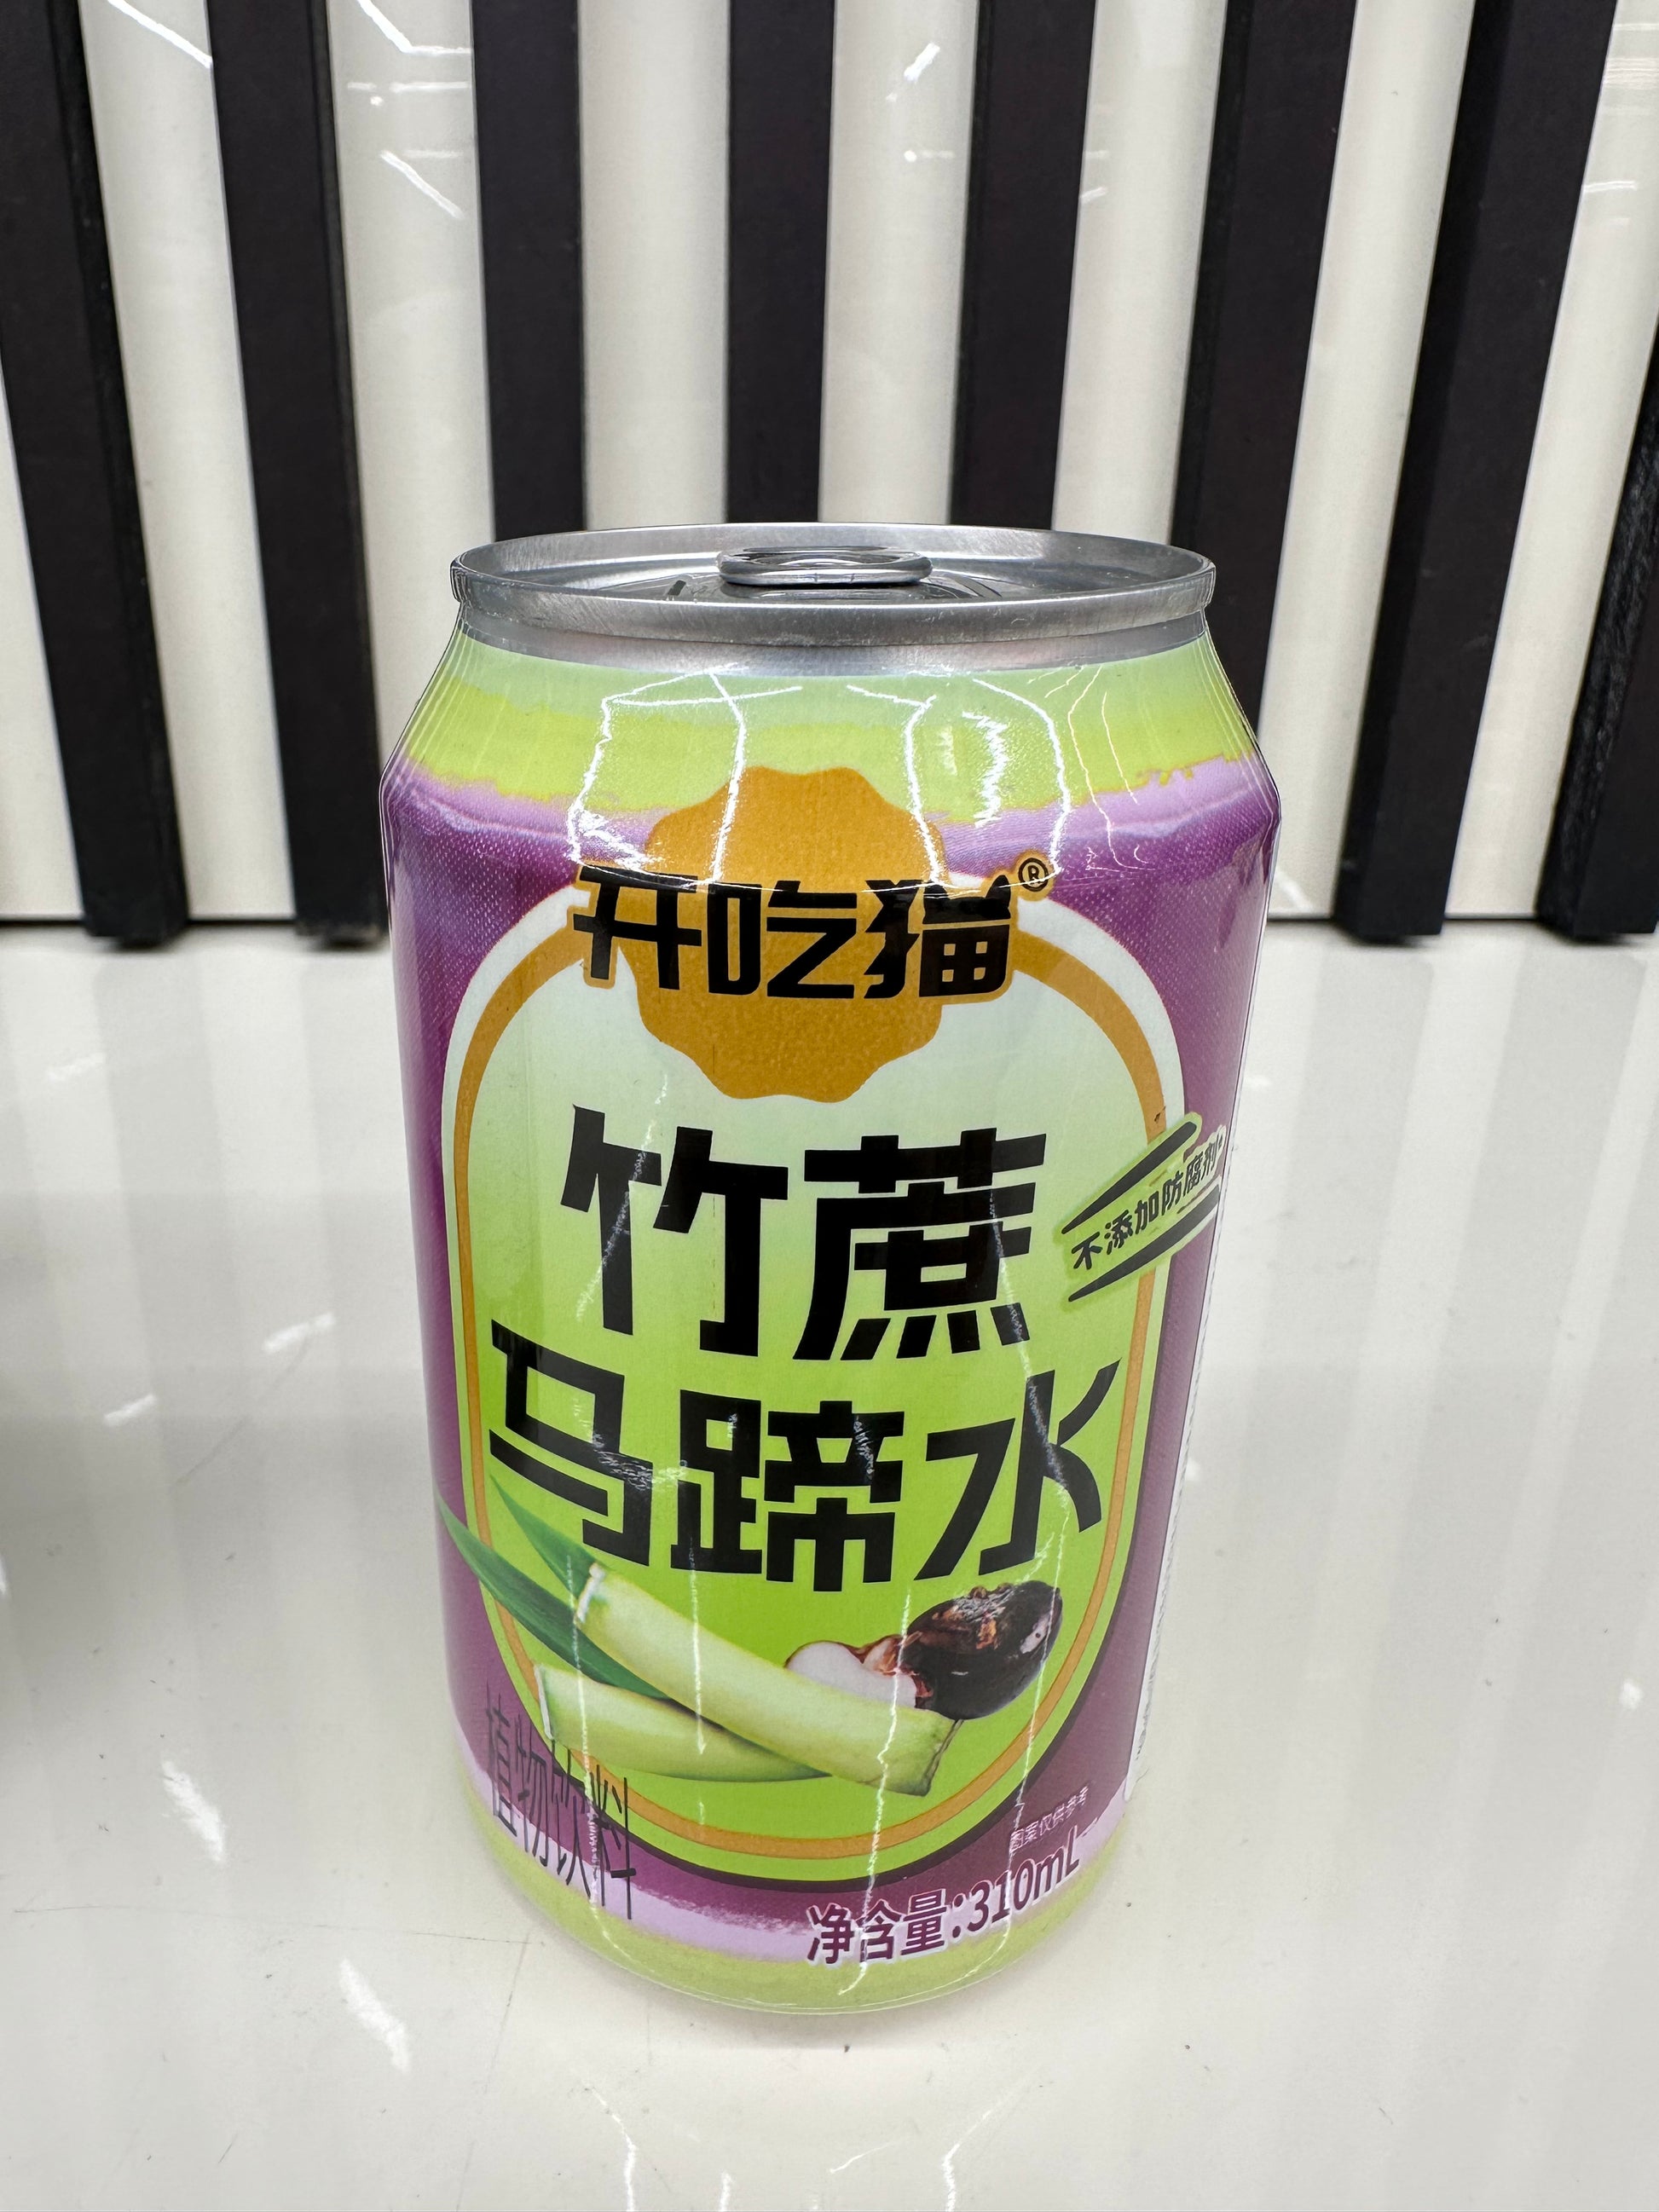 开吃猫®
竹蔗
马蹄水
不添加防腐剂
植物饮料
图案仅供参考
净含量:310mL